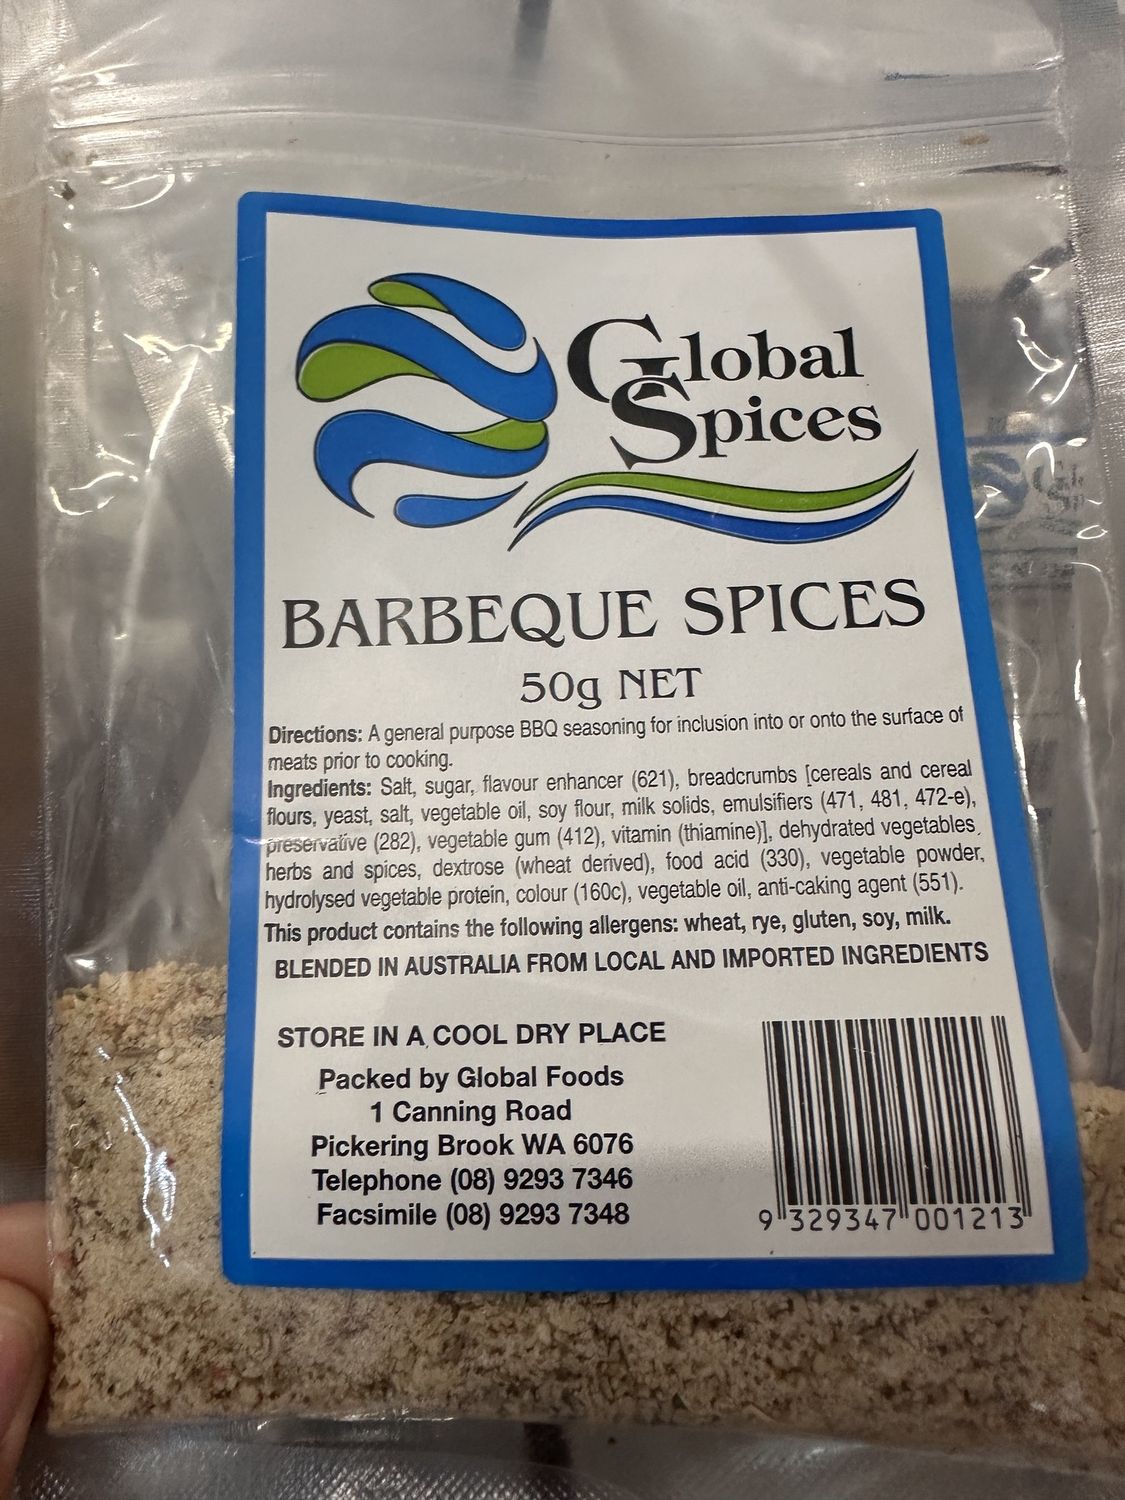 Global
Spices
BARBEQUE SPICES
50g NET
Directions: A general purpose BBQ seasoning for inclusion into or onto the surface of
meats prior to cooking.
Ingredients: Salt, sugar, flavour enhancer (621), breadcrumbs [cereals and cereal
flours, yeast, salt, vegetable oil, soy flour, milk solids, emulsifiers (471, 481, 472-e),
preservative (282), vegetable gum (412), vitamin (thiamine)], dehydrated vegetables,
herbs and spices, dextrose (wheat derived), food acid (330), vegetable powder,
hydrolysed vegetable protein, colour (160c), vegetable oil, anti-caking agent (551).
This product contains the following allergens: wheat, rye, gluten, soy, milk.
BLENDED IN AUSTRALIA FROM LOCAL AND IMPORTED INGREDIENTS
STORE IN A COOL DRY PLACE
Packed by Global Foods
1 Canning Road
Pickering Brook WA 6076
Telephone (08) 9293 7346
Facsimile (08) 9293 7348
9 329347 001213